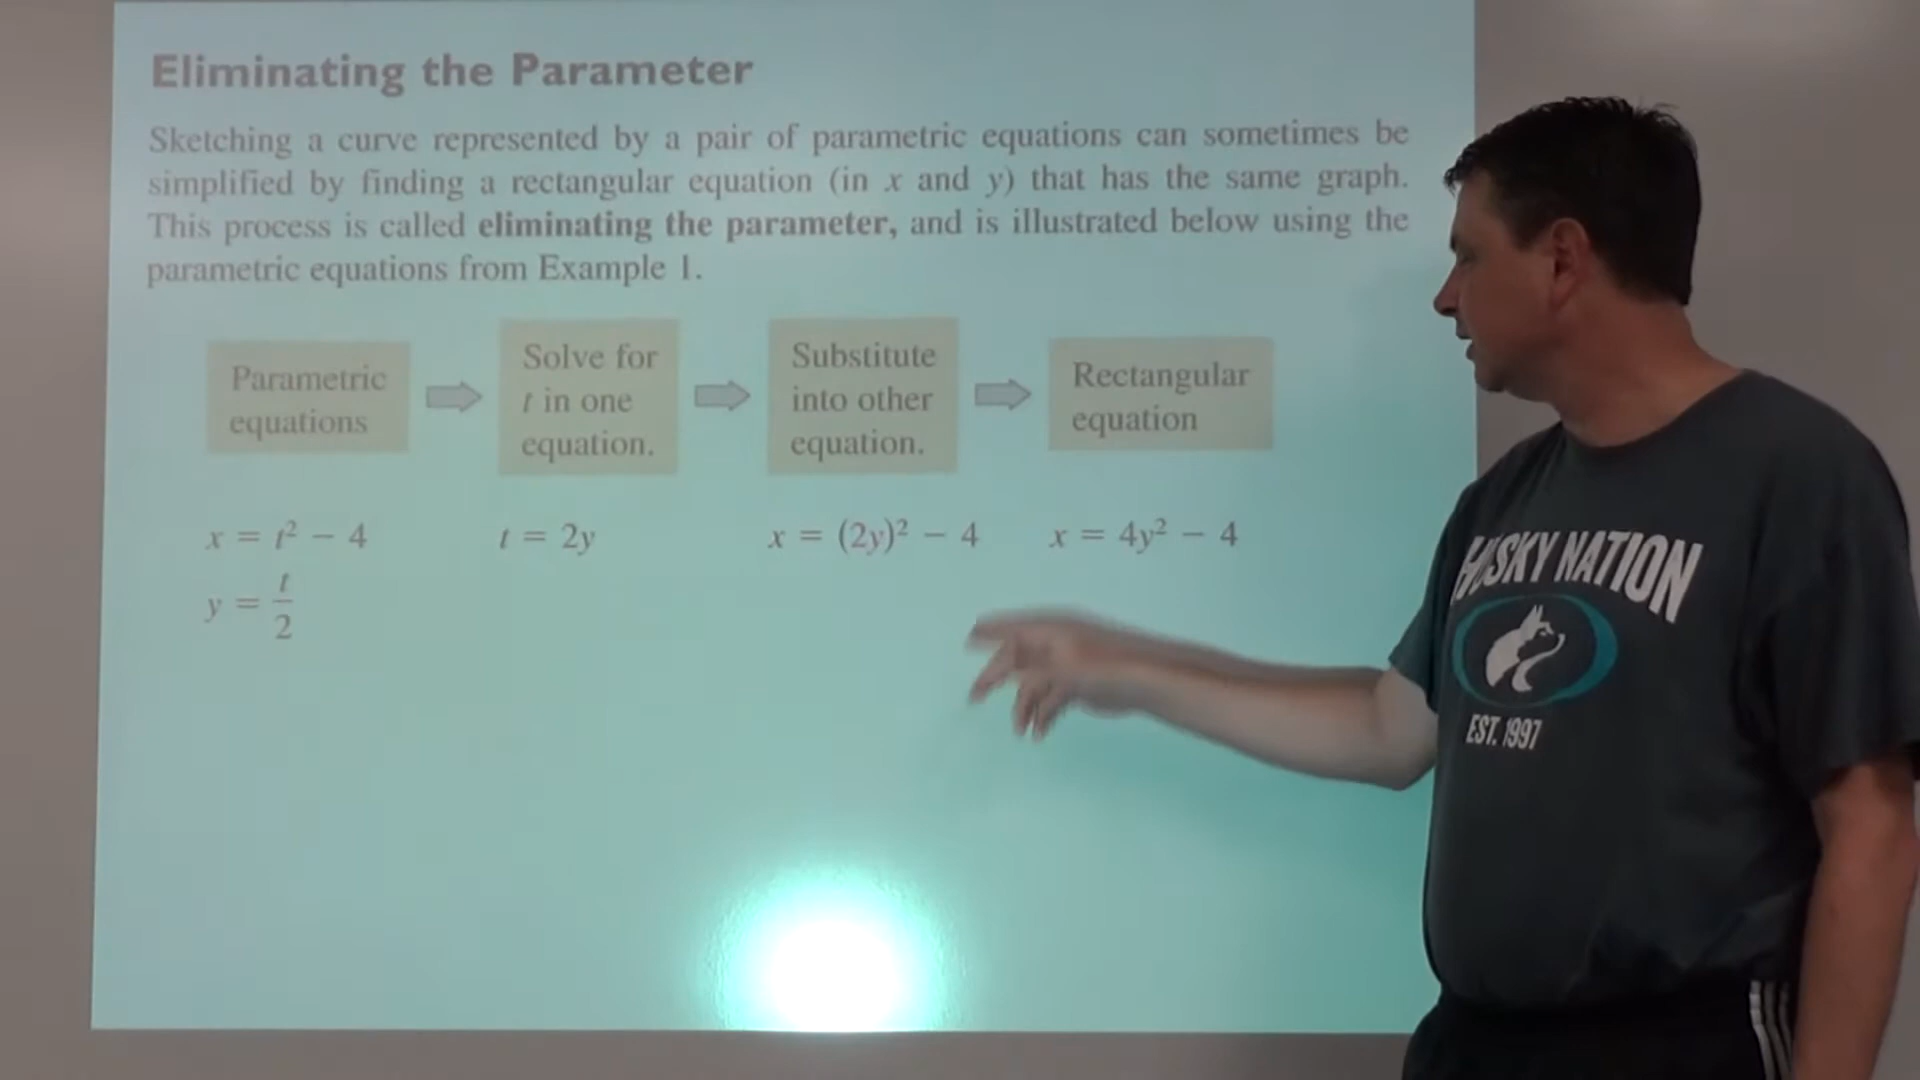 Eliminating the Parameter
Sketching a curve represented by a pair of parametric equations can sometimes be
simplified by finding a rectangular equation (in x and y) that has the same graph.
This process is called eliminating the parameter, and is illustrated below using the
parametric equations from Example 1.
Parametric
equations
Solve for
t in one
equation.
Substitute
into other
equation.
Rectangular
equation
x = t² − 4
t = 2y
x = (2y)² − 4
x = 4y² − 4
y = t/2
HUSKY NATION
EST. 1997